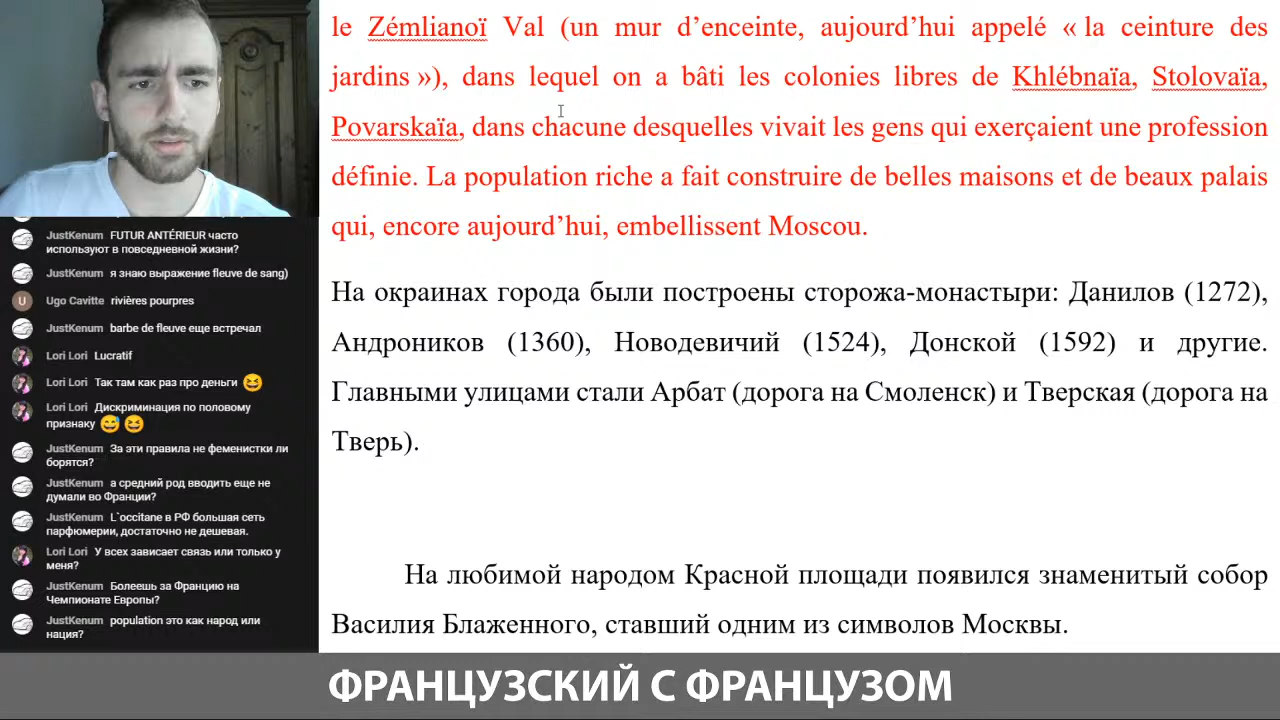 le Zémlianoï Val (un mur d’enceinte, aujourd’hui appelé « la ceinture des
jardins »), dans lequel on a bâti les colonies libres de Khlébnaïa, Stolovaïa,
Povarskaïa, dans chacune desquelles vivait les gens qui exerçaient une profession
définie. La population riche a fait construire de belles maisons et de beaux palais
qui, encore aujourd’hui, embellissent Moscou.
На окраинах города были построены сторожа-монастыри: Данилов (1272),
Андроников (1360), Новодевичий (1524), Донской (1592) и другие.
Главными улицами стали Арбат (дорога на Смоленск) и Тверская (дорога на
Тверь).
На любимой народом Красной площади появился знаменитый собор
Василия Блаженного, ставший одним из символов Москвы.
JustKenum FUTUR ANTÉRIEUR часто
используют в повседневной жизни?
JustKenum я знаю выражение fleuve de sang)
U Ugo Cavitte rivières pourpres
JustKenum barbe de fleuve еще встречал
Lori Lori Lucratif
Lori Lori Так там как раз про деньги 😆
Lori Lori Дискриминация по половому
признаку 😅 😆
JustKenum За эти правила не феменистки ли
борятся?
JustKenum а средний род вводить еще не
думали во Франции?
JustKenum L`occitane в РФ большая сеть
парфюмерии, достаточно не дешевая.
Lori Lori У всех зависает связь или только у
меня?
JustKenum Болеешь за Францию на
Чемпионате Европы?
JustKenum population это как народ или
нация?
ФРАНЦУЗСКИЙ С ФРАНЦУЗОМ